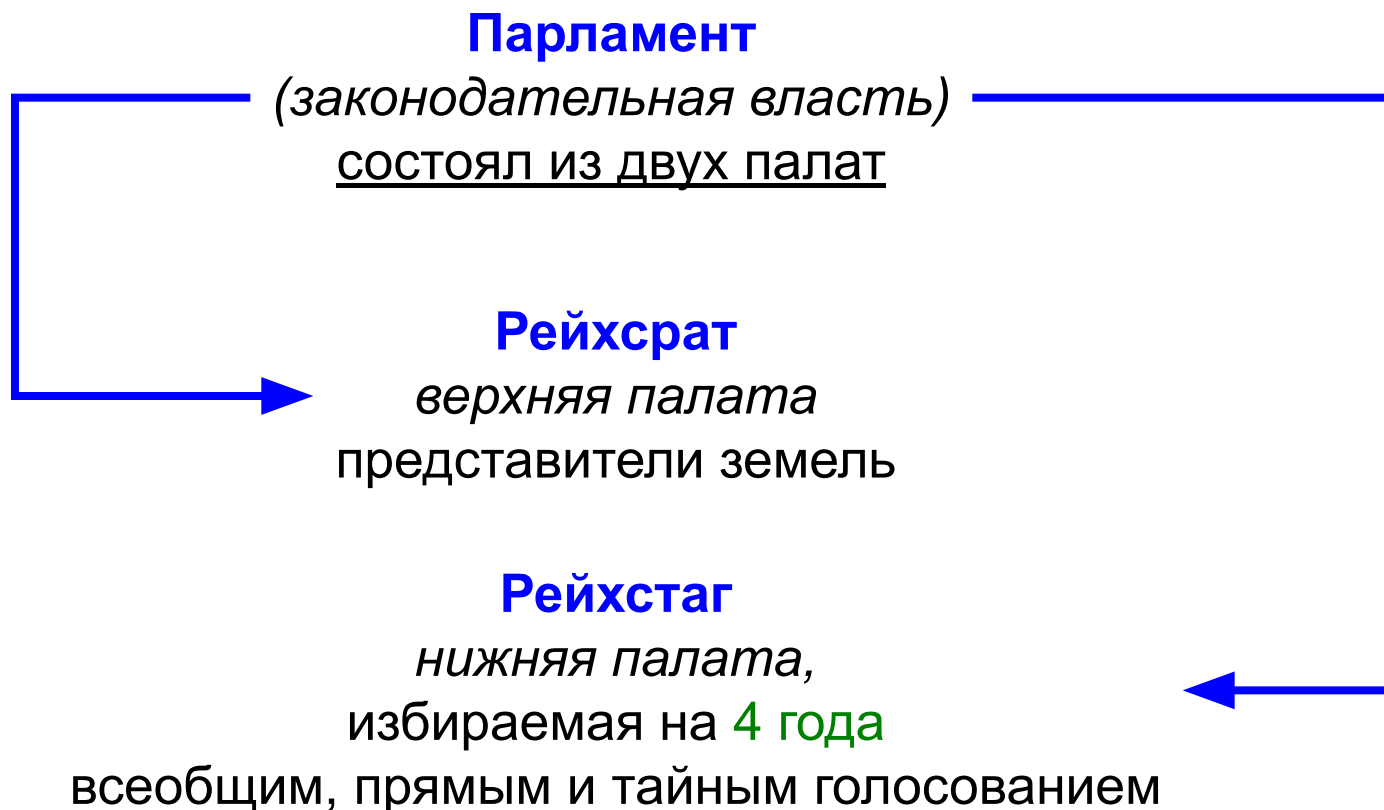 Парламент
(законодательная власть)
состоял из двух палат
Рейхсрат
верхняя палата
представители земель
Рейхстаг
нижняя палата,
избираемая на 4 года
всеобщим, прямым и тайным голосованием